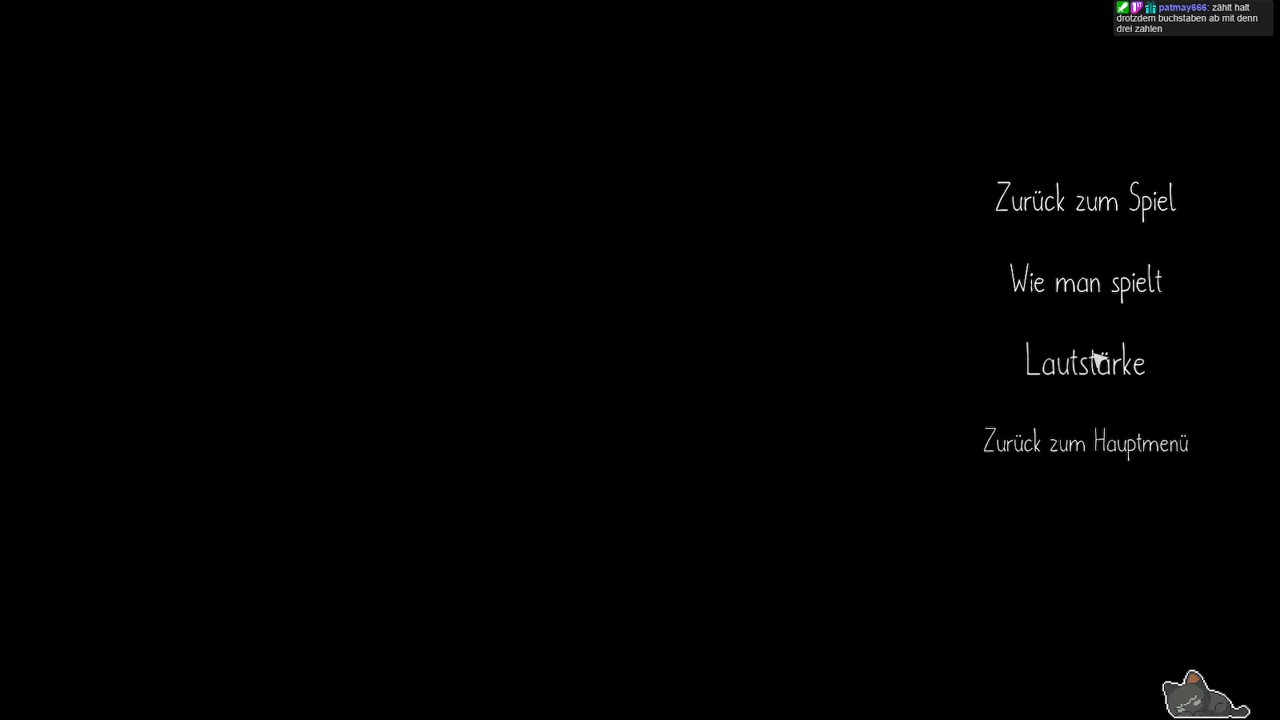 patmay666: zählt halt
drotzdem buchstaben ab mit denn
drei zahlen
Zurück zum Spiel
Wie man spielt
Lautstärke
Zurück zum Hauptmenü